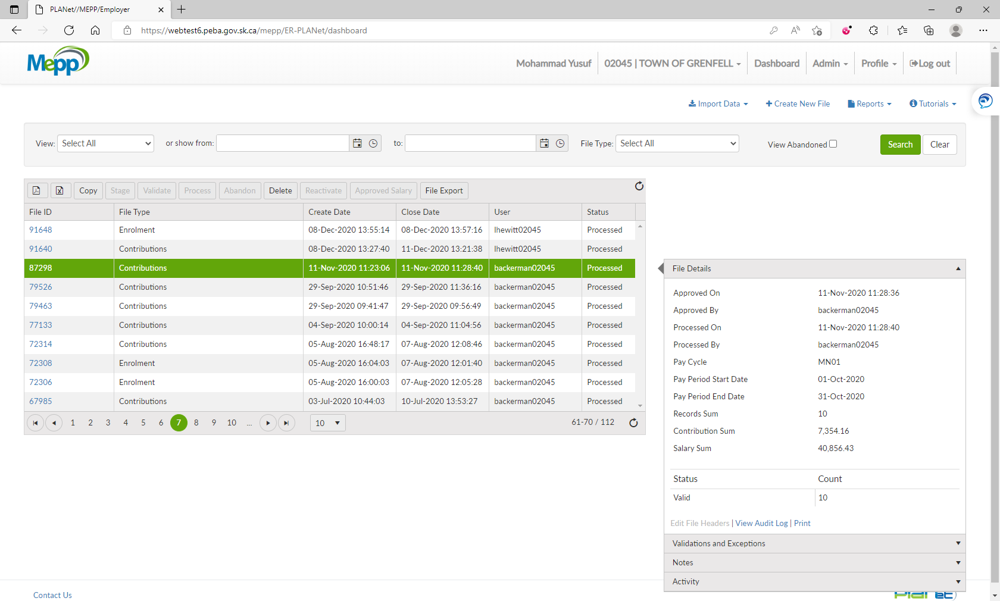 PLANet//MEPP/Employer
https://webtest6.peba.gov.sk.ca/mepp/ER-PLANet/dashboard
Mepp
Mohammad Yusuf 02045 | TOWN OF GRENFELL Dashboard Admin Profile Log out
Import Data Create New File Reports Tutorials
View: Select All or show from: to: File Type: Select All View Abandoned Search Clear
Copy Stage Validate Process Abandon Delete Reactivate Approved Salary File Export
File ID File Type Create Date Close Date User Status
91648 Enrolment 08-Dec-2020 13:55:14 08-Dec-2020 13:57:16 lhewitt02045 Processed
91640 Contributions 08-Dec-2020 13:27:40 11-Dec-2020 13:21:38 lhewitt02045 Processed
87298 Contributions 11-Nov-2020 11:23:06 11-Nov-2020 11:28:40 backerman02045 Processed
79526 Contributions 29-Sep-2020 10:51:46 29-Sep-2020 11:36:16 backerman02045 Processed
79463 Contributions 29-Sep-2020 09:41:47 29-Sep-2020 09:56:49 backerman02045 Processed
77133 Contributions 04-Sep-2020 10:00:14 04-Sep-2020 11:04:56 backerman02045 Processed
72314 Contributions 05-Aug-2020 16:48:17 07-Aug-2020 12:08:46 backerman02045 Processed
72308 Enrolment 05-Aug-2020 16:04:03 07-Aug-2020 12:01:40 backerman02045 Processed
72306 Enrolment 05-Aug-2020 16:00:03 07-Aug-2020 12:05:28 backerman02045 Processed
67985 Contributions 03-Jul-2020 10:44:03 10-Jul-2020 13:53:27 backerman02045 Processed
1 2 3 4 5 6 7 8 9 10 ... 10 61-70 / 112
File Details
Approved On 11-Nov-2020 11:28:36
Approved By backerman02045
Processed On 11-Nov-2020 11:28:40
Processed By backerman02045
Pay Cycle MN01
Pay Period Start Date 01-Oct-2020
Pay Period End Date 31-Oct-2020
Records Sum 10
Contribution Sum 7,354.16
Salary Sum 40,856.43
Status Count
Valid 10
Edit File Headers | View Audit Log | Print
Validations and Exceptions
Notes
Activity
Contact Us